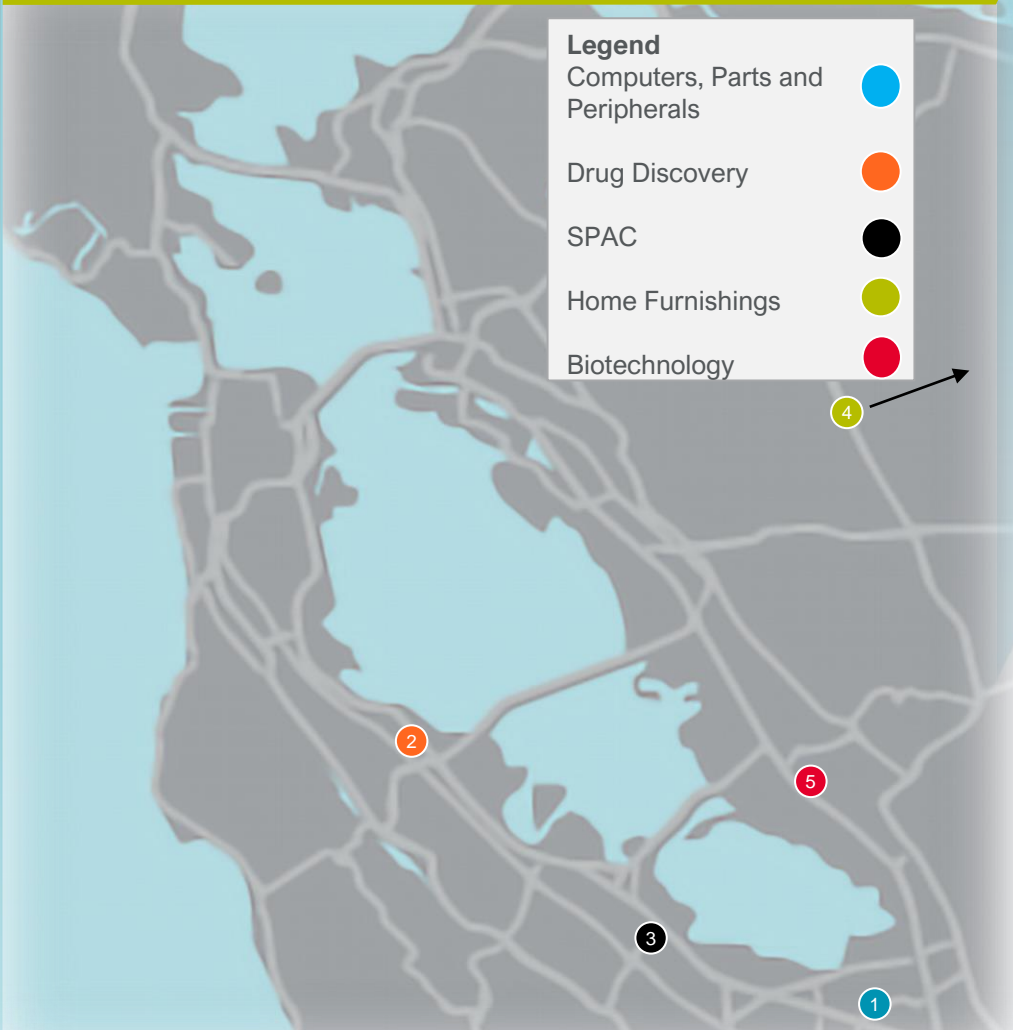 Legend
Computers, Parts and
Peripherals
Drug Discovery
SPAC
Home Furnishings
Biotechnology
4
2
5
3
1